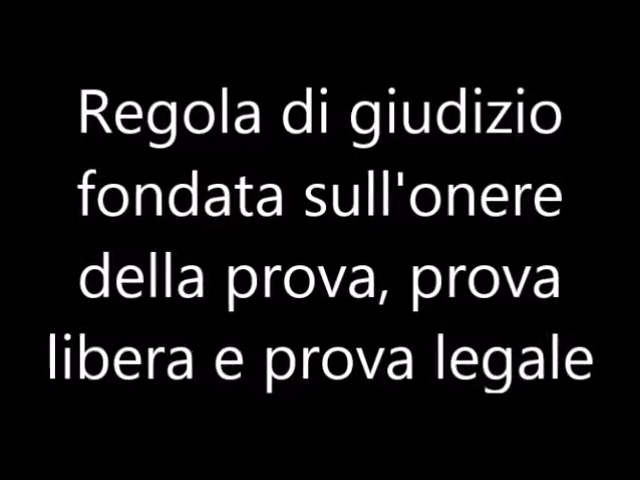 Regola di giudizio
fondata sull'onere
della prova, prova
libera e prova legale